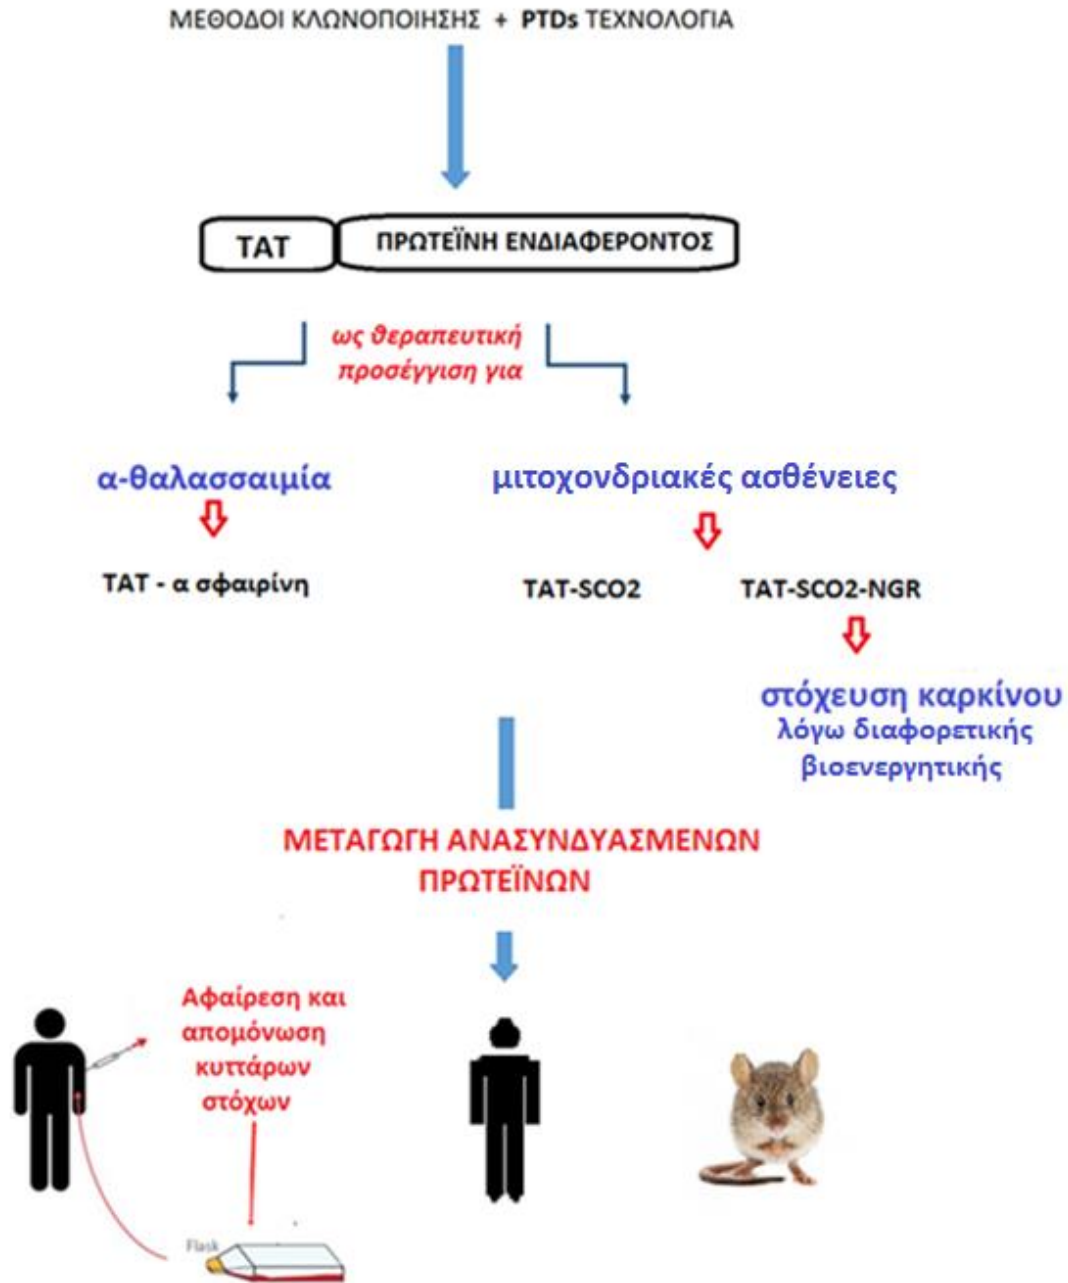 ΜΕΘΟΔΟΙ ΚΛΩΝΟΠΟΙΗΣΗΣ + PTDs ΤΕΧΝΟΛΟΓΙΑ
TAT
ΠΡΩΤΕΪΝΗ ΕΝΔΙΑΦΕΡΟΝΤΟΣ
ως θεραπευτική
προσέγγιση για
α-θαλασσαιμία
μιτοχονδριακές ασθένειες
TAT - α σφαιρίνη
TAT-SCO2
TAT-SCO2-NGR
στόχευση καρκίνου
λόγω διαφορετικής
βιοενεργητικής
ΜΕΤΑΓΩΓΗ ΑΝΑΣΥΝΔΥΑΣΜΕΝΩΝ
ΠΡΩΤΕΪΝΩΝ
Αφαίρεση και
απομόνωση
κυττάρων
στόχων
Flask